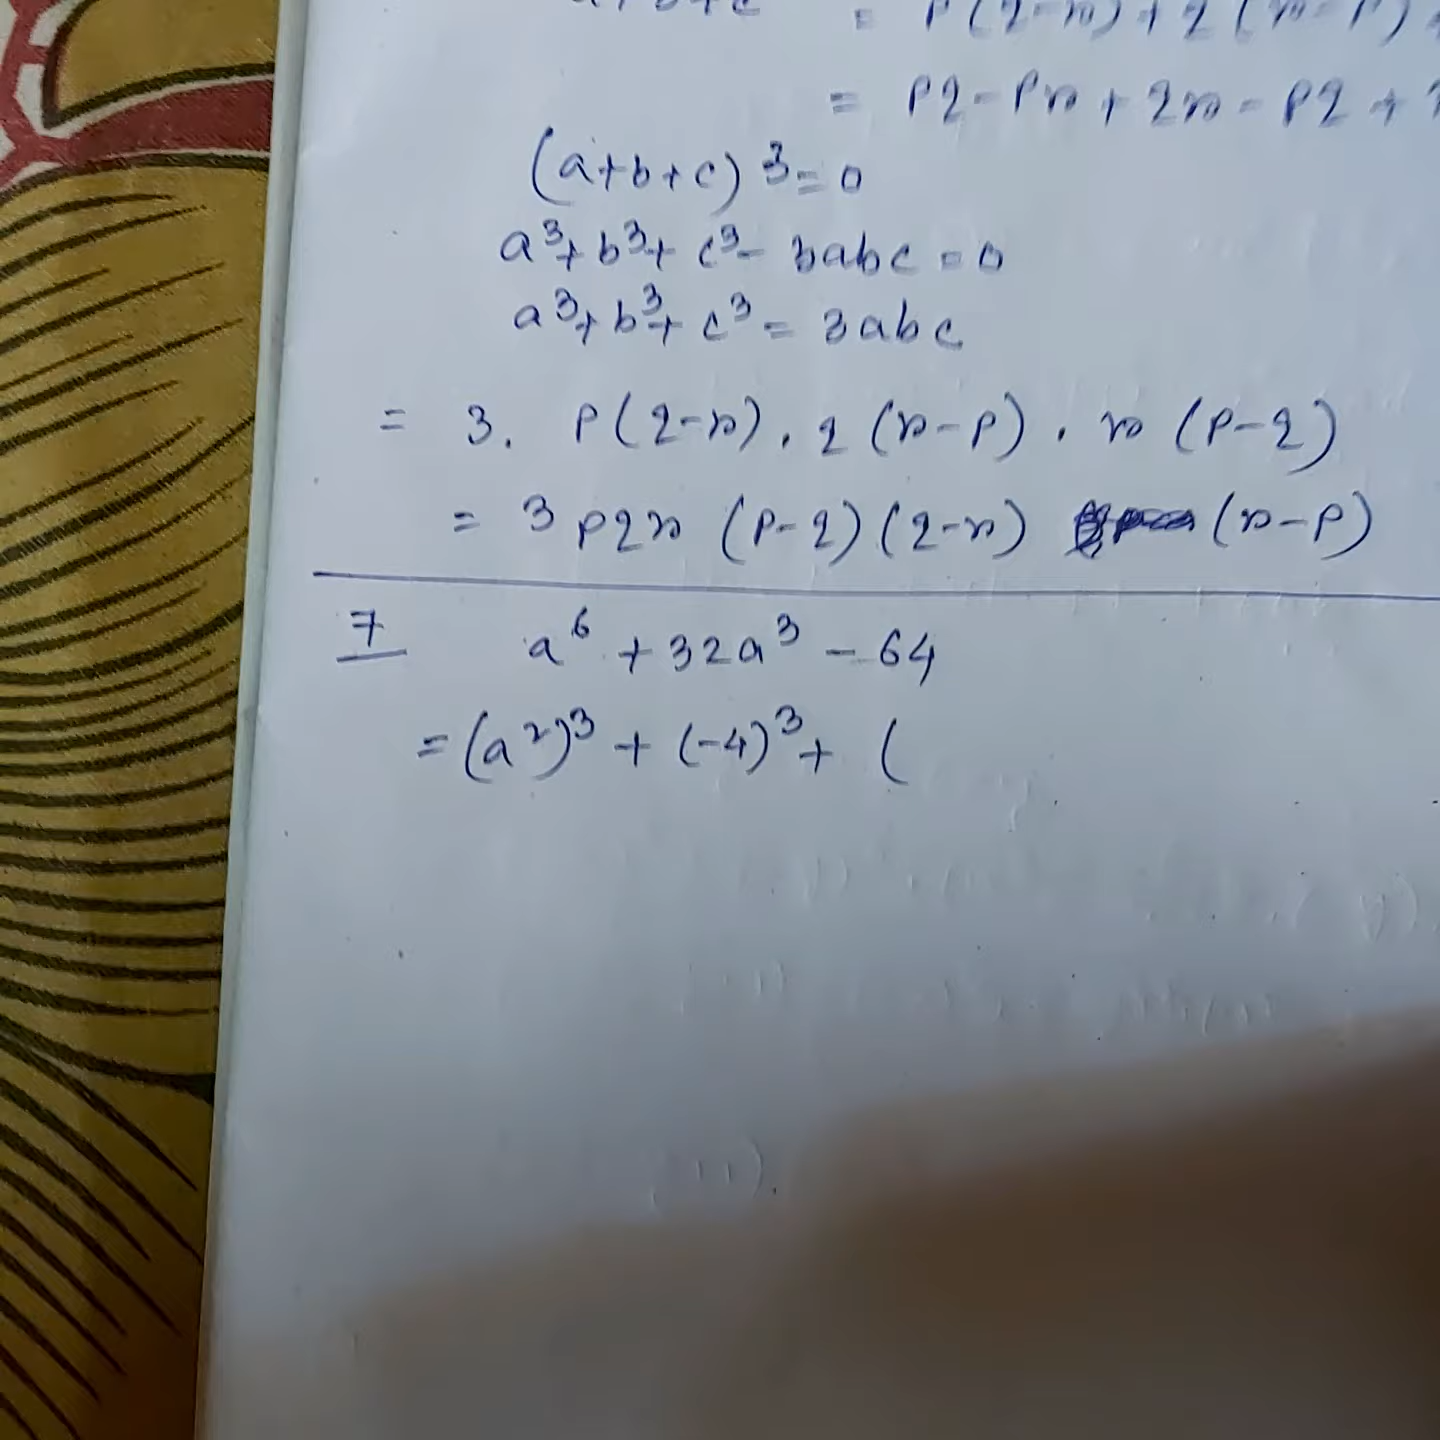 = P(q-r)+q(r-P)
= Pq-Pr+qr-Pq+
(a+b+c)³=0
a³+b³+c³-3abc=0
a³+b³+c³=3abc
= 3. P(q-r).q(r-P).r(P-q)
= 3Pqr(P-q)(q-r)(r-P)
7 a⁶+32a³-64
=(a²)³+(-4)³+(